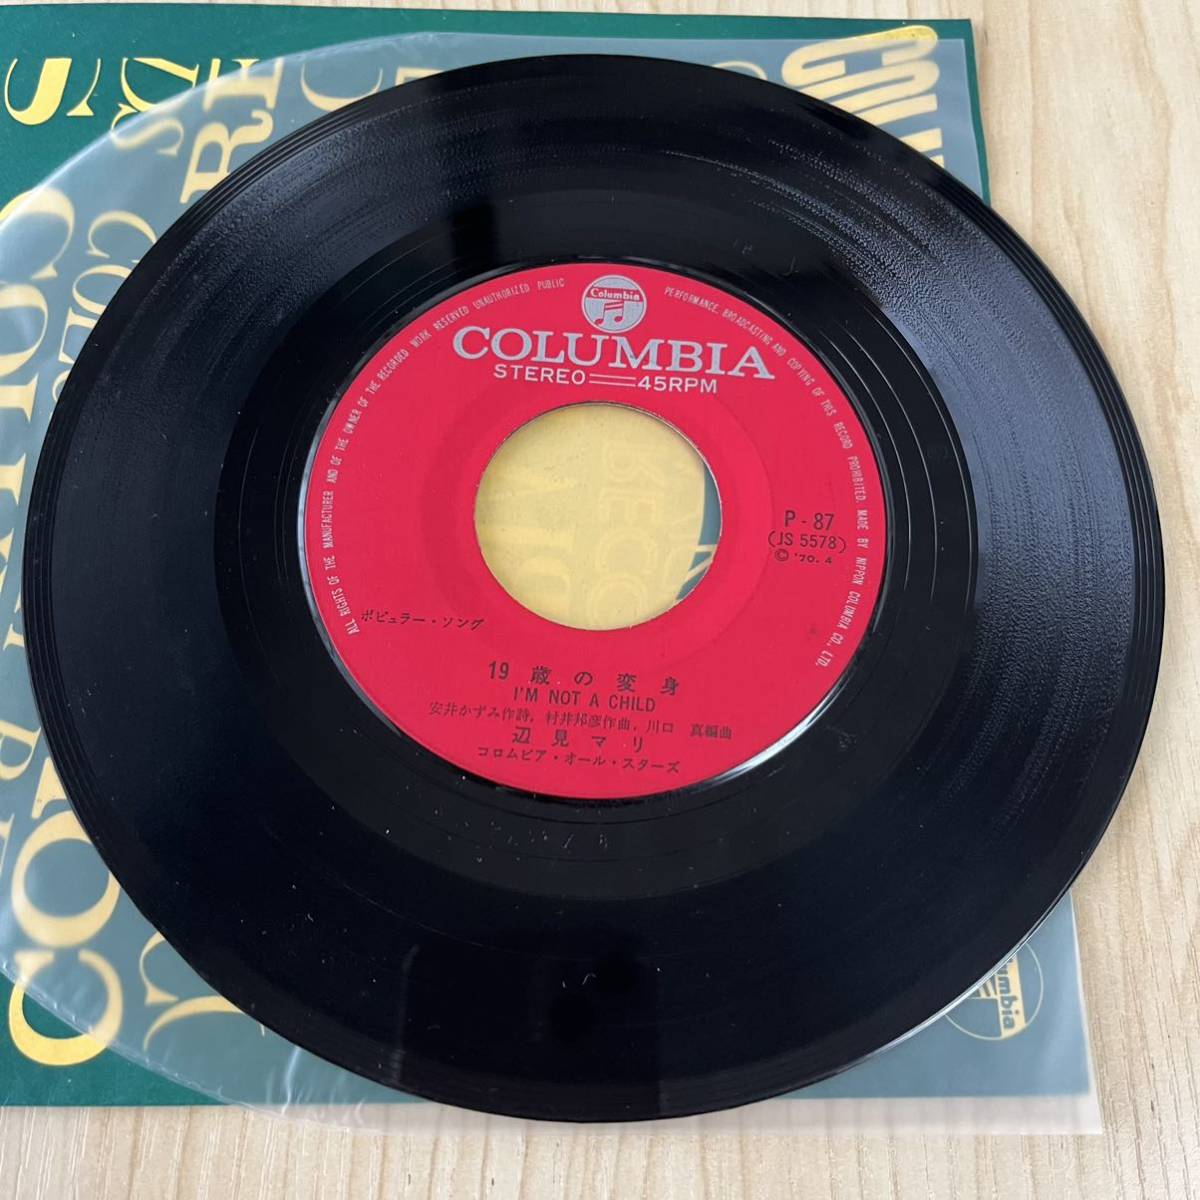 Columbia
COLUMBIA
STEREO=45RPM
ALL RIGHTS OF THE MANUFACTURER AND OF THE OWNER OF THE RECORDED WORK RESERVED UNAUTHORIZED PUBLIC PERFORMANCE, BROADCASTING AND COPYING OF THIS RECORD PROHIBITED. MADE BY NIPPON COLUMBIA CO., LTD.
P-87
(JS 5578)
© '70. 4
ポピュラー・ソング
19歳の変身
I'M NOT A CHILD
安井かずみ作詩, 村井邦彦作曲, 川口 真編曲
辺見マリ
コロムビア・オール・スターズ